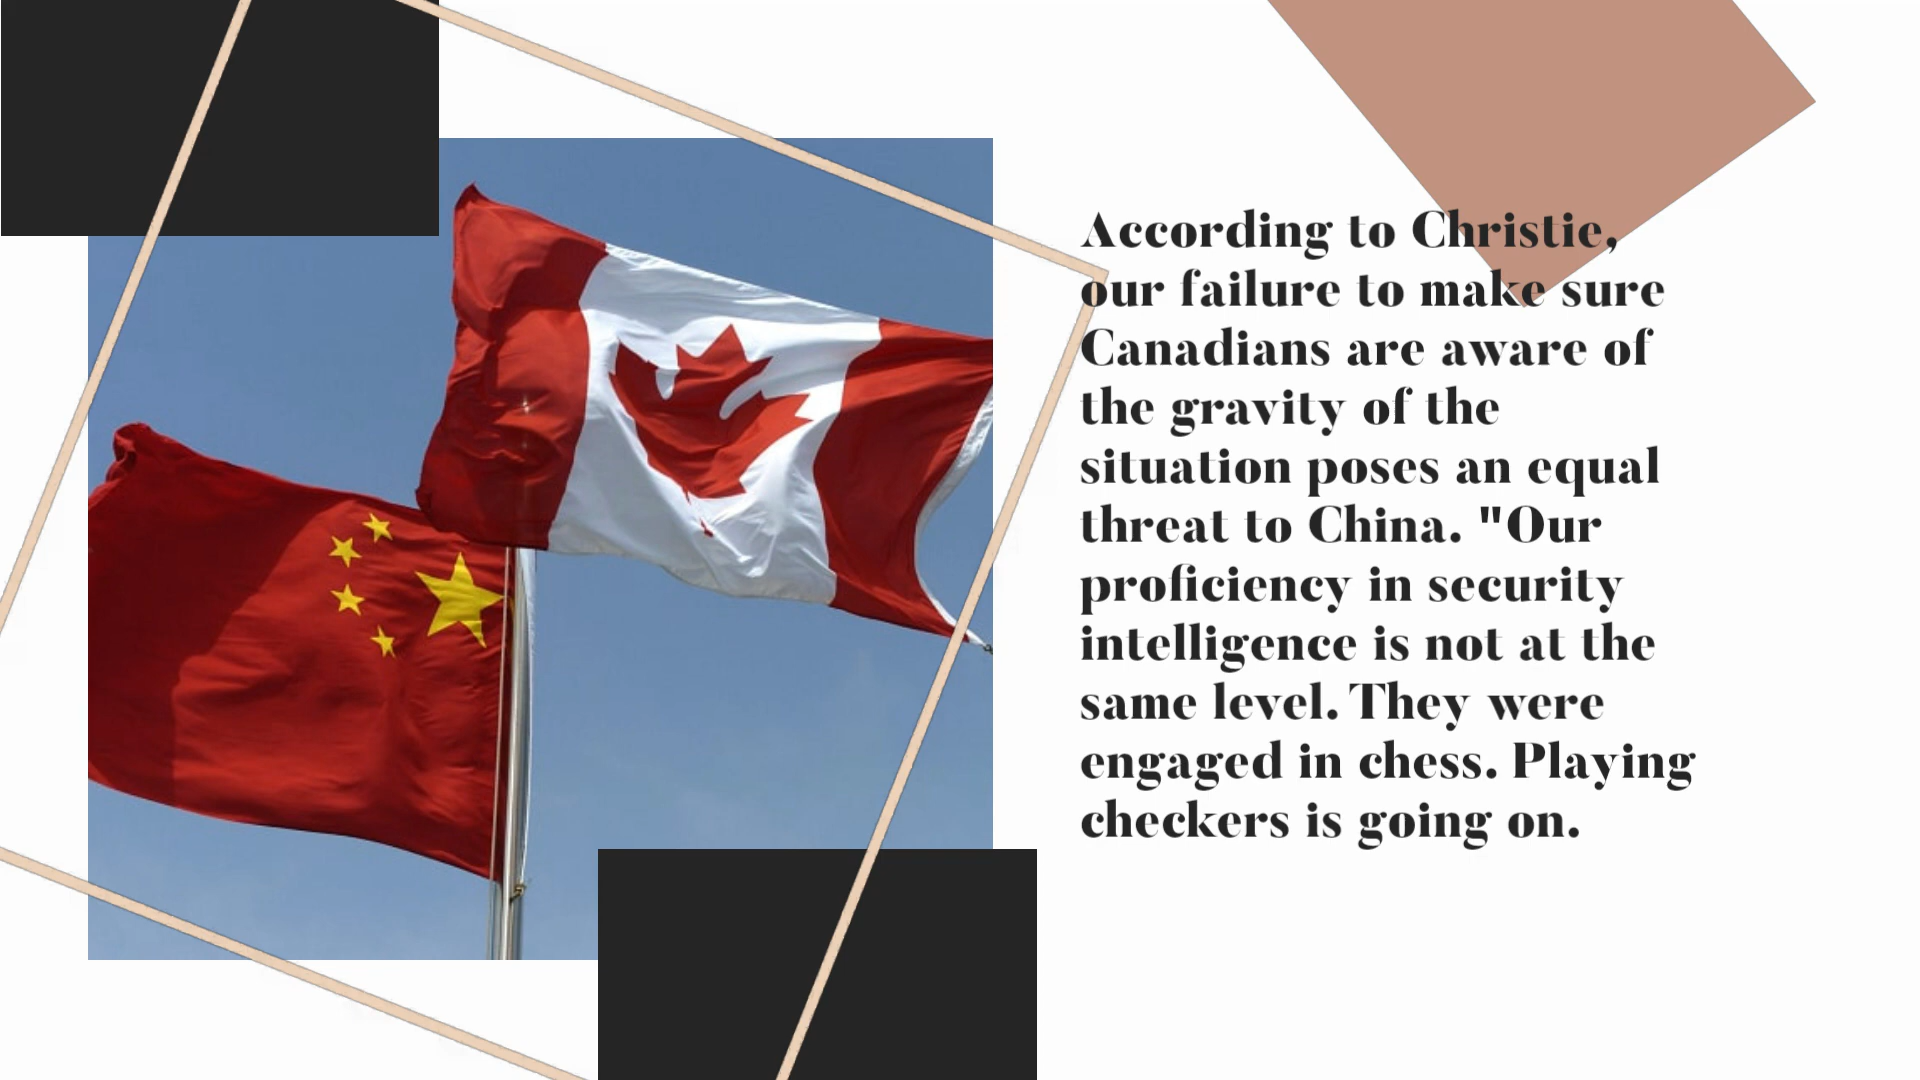 According to Christie,
our failure to make sure
Canadians are aware of
the gravity of the
situation poses an equal
threat to China. "Our
proficiency in security
intelligence is not at the
same level. They were
engaged in chess. Playing
checkers is going on.